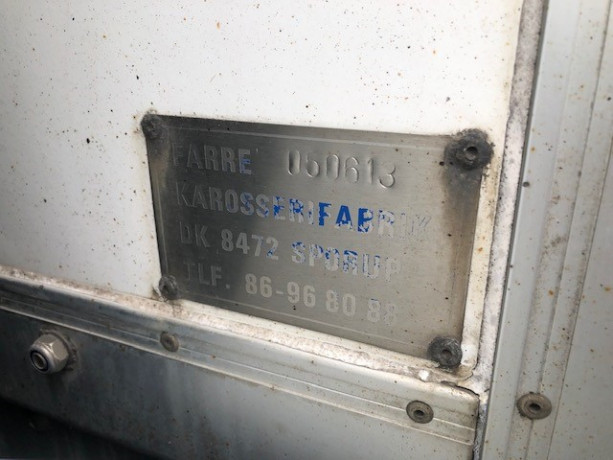 FARRE 050613
KAROSSERIFABRIK
DK 8472 SPORUP
TLF. 86-96 80 88